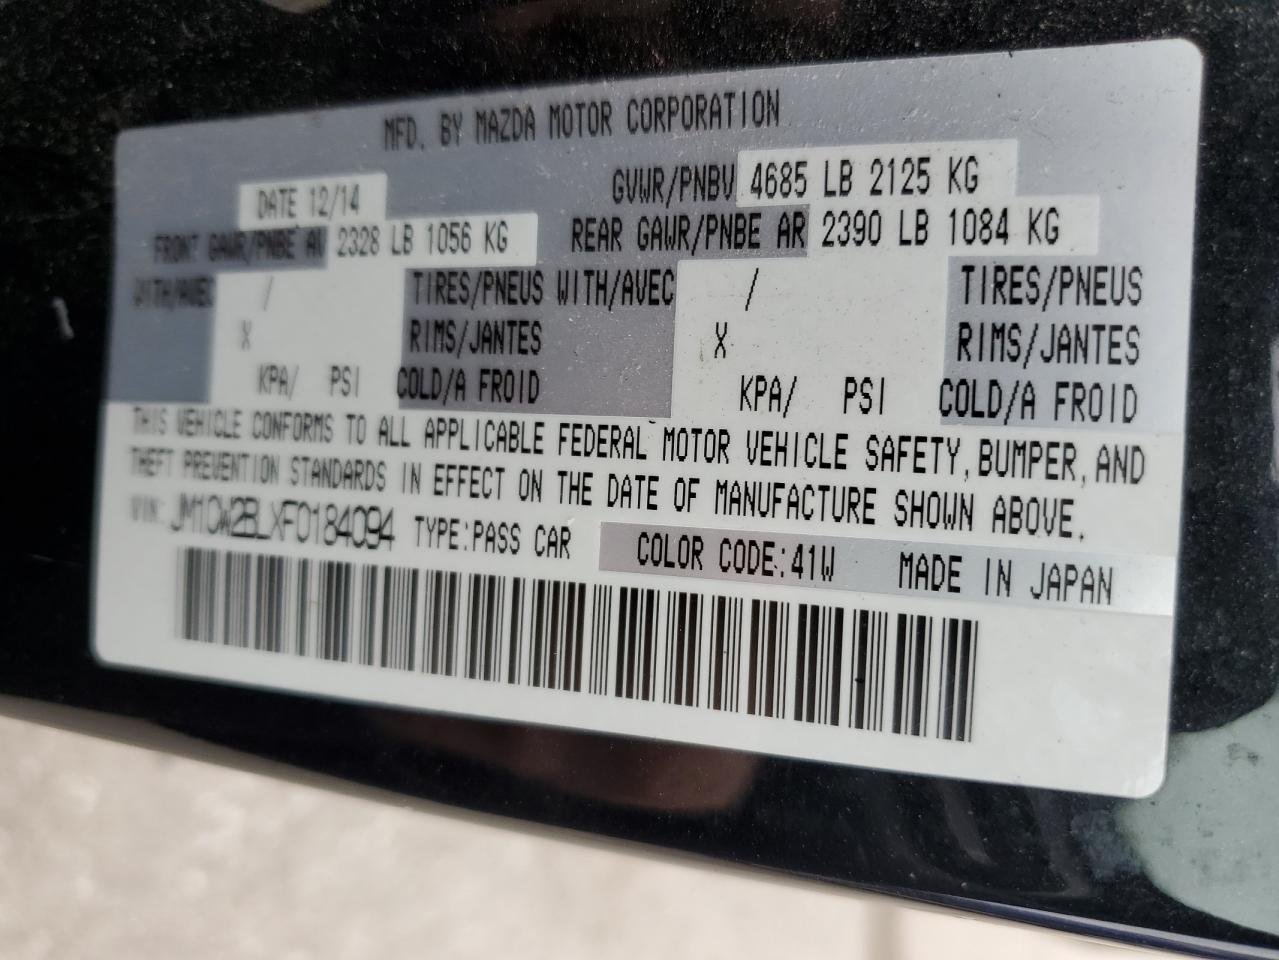 MFD. BY MAZDA MOTOR CORPORATION
DATE 12/14 GVWR/PNBV 4685 LB 2125 KG
FRONT GAWR/PNBE AV 2328 LB 1056 KG REAR GAWR/PNBE AR 2390 LB 1084 KG
WITH/AVEC / TIRES/PNEUS WITH/AVEC / TIRES/PNEUS
X RIMS/JANTES X RIMS/JANTES
KPA/ PSI COLD/A FROID KPA/ PSI COLD/A FROID
THIS VEHICLE CONFORMS TO ALL APPLICABLE FEDERAL MOTOR VEHICLE SAFETY, BUMPER, AND
THEFT PREVENTION STANDARDS IN EFFECT ON THE DATE OF MANUFACTURE SHOWN ABOVE.
VIN: JM1CW2BLXF0184094 TYPE:PASS CAR COLOR CODE:41W MADE IN JAPAN